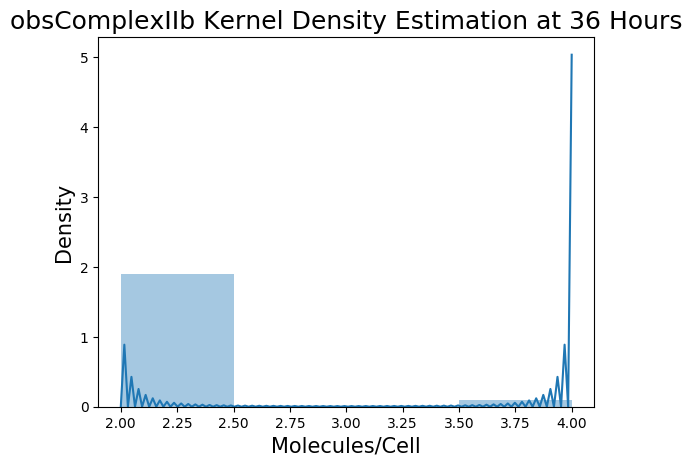 obsComplexIIb Kernel Density Estimation at 36 Hours
5
4
3
2
1
0
Density
2.00 2.25 2.50 2.75 3.00 3.25 3.50 3.75 4.00
Molecules/Cell